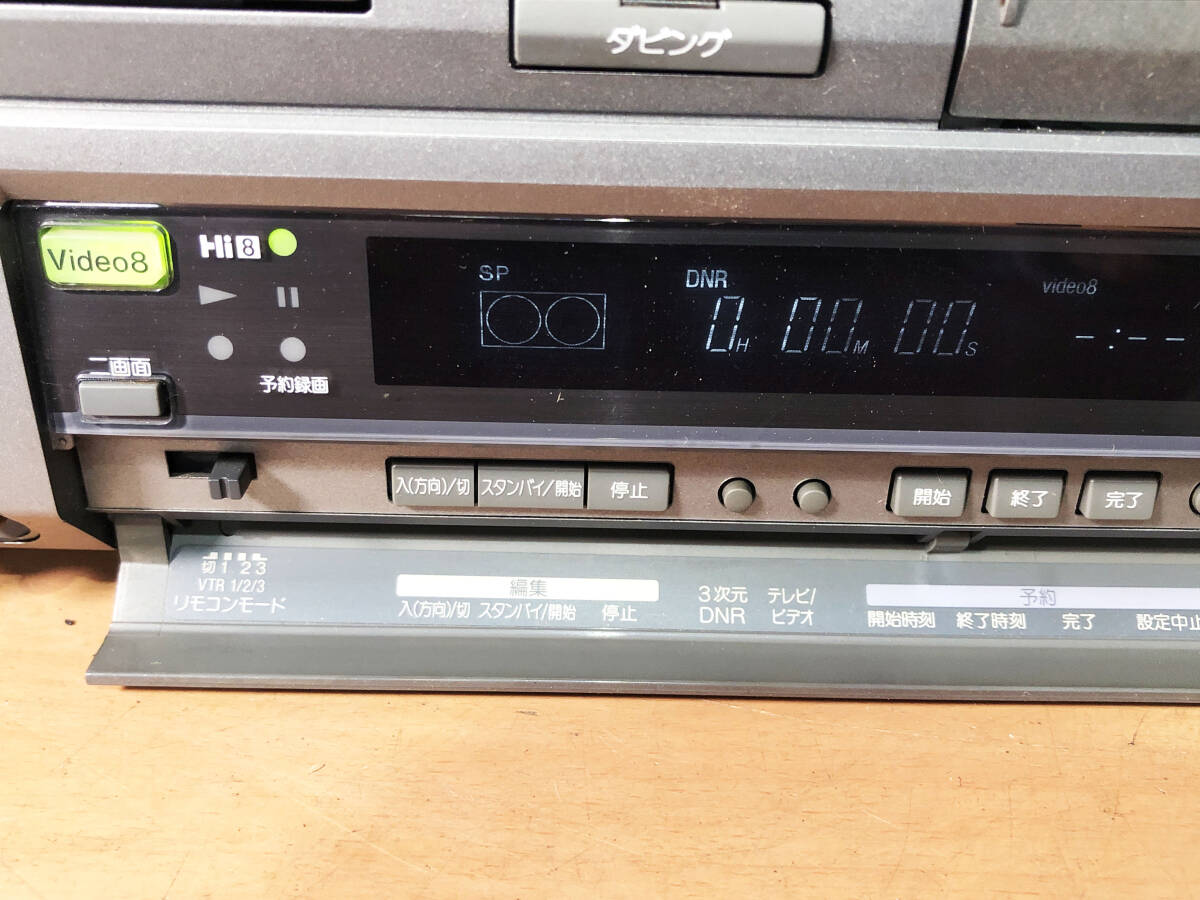 ダビング
Video8 Hi8
SP DNR video8
0H 00M 00S -:--
二画面
予約録画
入(方向)/切 スタンバイ/開始 停止 開始 終了 完了
切 1 2 3
VTR 1/2/3
リモコンモード
編集
入(方向)/切 スタンバイ/開始 停止
3次元
DNR
テレビ/
ビデオ
予約
開始時刻 終了時刻 完了 設定中止